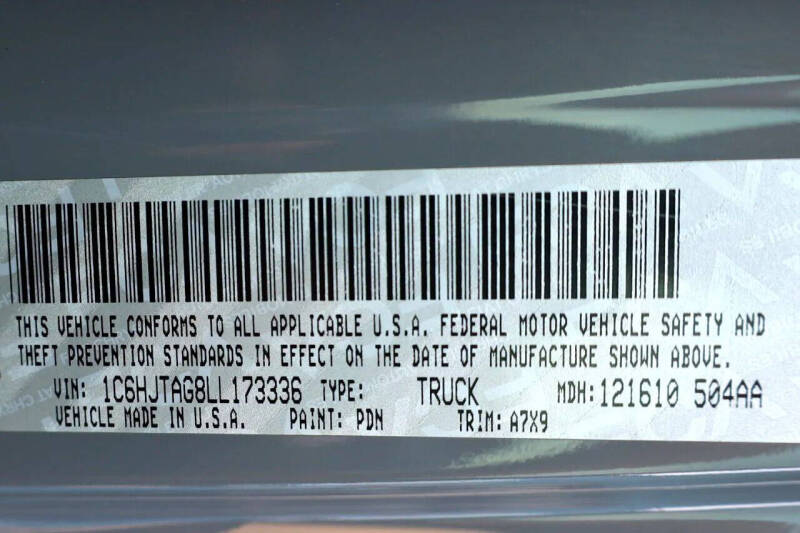 THIS VEHICLE CONFORMS TO ALL APPLICABLE U.S.A. FEDERAL MOTOR VEHICLE SAFETY AND
THEFT PREVENTION STANDARDS IN EFFECT ON THE DATE OF MANUFACTURE SHOWN ABOVE.
VIN: 1C6HJTAG8LL173336 TYPE: TRUCK MDH: 121610 504AA
VEHICLE MADE IN U.S.A. PAINT: PDN TRIM: A7X9